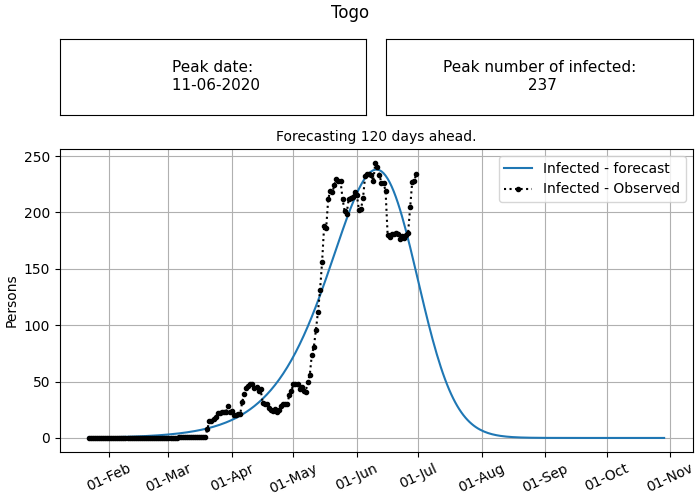 Togo
Peak date:
11-06-2020
Peak number of infected:
237
Forecasting 120 days ahead.
Infected - forecast
Infected - Observed
Persons
250
200
150
100
50
0
01-Feb
01-Mar
01-Apr
01-May
01-Jun
01-Jul
01-Aug
01-Sep
01-Oct
01-Nov